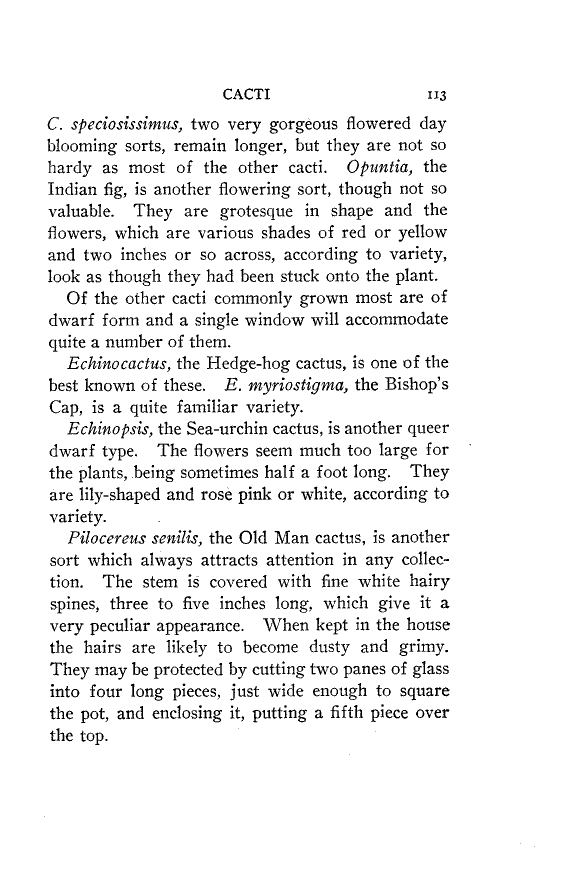 CACTI 113
C. speciosissimus, two very gorgeous flowered day
blooming sorts, remain longer, but they are not so
hardy as most of the other cacti. Opuntia, the
Indian fig, is another flowering sort, though not so
valuable. They are grotesque in shape and the
flowers, which are various shades of red or yellow
and two inches or so across, according to variety,
look as though they had been stuck onto the plant.
Of the other cacti commonly grown most are of
dwarf form and a single window will accommodate
quite a number of them.
Echinocactus, the Hedge-hog cactus, is one of the
best known of these. E. myriostigma, the Bishop's
Cap, is a quite familiar variety.
Echinopsis, the Sea-urchin cactus, is another queer
dwarf type. The flowers seem much too large for
the plants, being sometimes half a foot long. They
are lily-shaped and rose pink or white, according to
variety.
Pilocereus senilis, the Old Man cactus, is another
sort which always attracts attention in any collec-
tion. The stem is covered with fine white hairy
spines, three to five inches long, which give it a
very peculiar appearance. When kept in the house
the hairs are likely to become dusty and grimy.
They may be protected by cutting two panes of glass
into four long pieces, just wide enough to square
the pot, and enclosing it, putting a fifth piece over
the top.